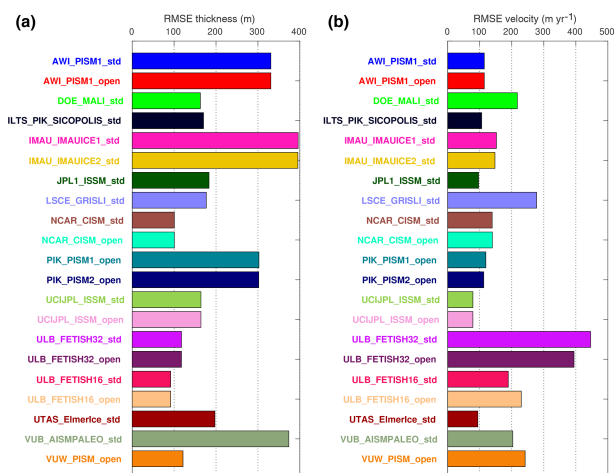 (a)
RMSE thickness (m)
0 100 200 300 400
AWI_PISM1_std
AWI_PISM1_open
DOE_MALI_std
ILTS_PIK_SICOPOLIS_std
IMAU_IMAUICE1_std
IMAU_IMAUICE2_std
JPL1_ISSM_std
LSCE_GRISLI_std
NCAR_CISM_std
NCAR_CISM_open
PIK_PISM1_open
PIK_PISM2_open
UCIJPL_ISSM_std
UCIJPL_ISSM_open
ULB_FETISH32_std
ULB_FETISH32_open
ULB_FETISH16_std
ULB_FETISH16_open
UTAS_ElmerIce_std
VUB_AISMPALEO_std
VUW_PISM_open
(b)
RMSE velocity (m yr⁻¹)
0 100 200 300 400 500
AWI_PISM1_std
AWI_PISM1_open
DOE_MALI_std
ILTS_PIK_SICOPOLIS_std
IMAU_IMAUICE1_std
IMAU_IMAUICE2_std
JPL1_ISSM_std
LSCE_GRISLI_std
NCAR_CISM_std
NCAR_CISM_open
PIK_PISM1_open
PIK_PISM2_open
UCIJPL_ISSM_std
UCIJPL_ISSM_open
ULB_FETISH32_std
ULB_FETISH32_open
ULB_FETISH16_std
ULB_FETISH16_open
UTAS_ElmerIce_std
VUB_AISMPALEO_std
VUW_PISM_open